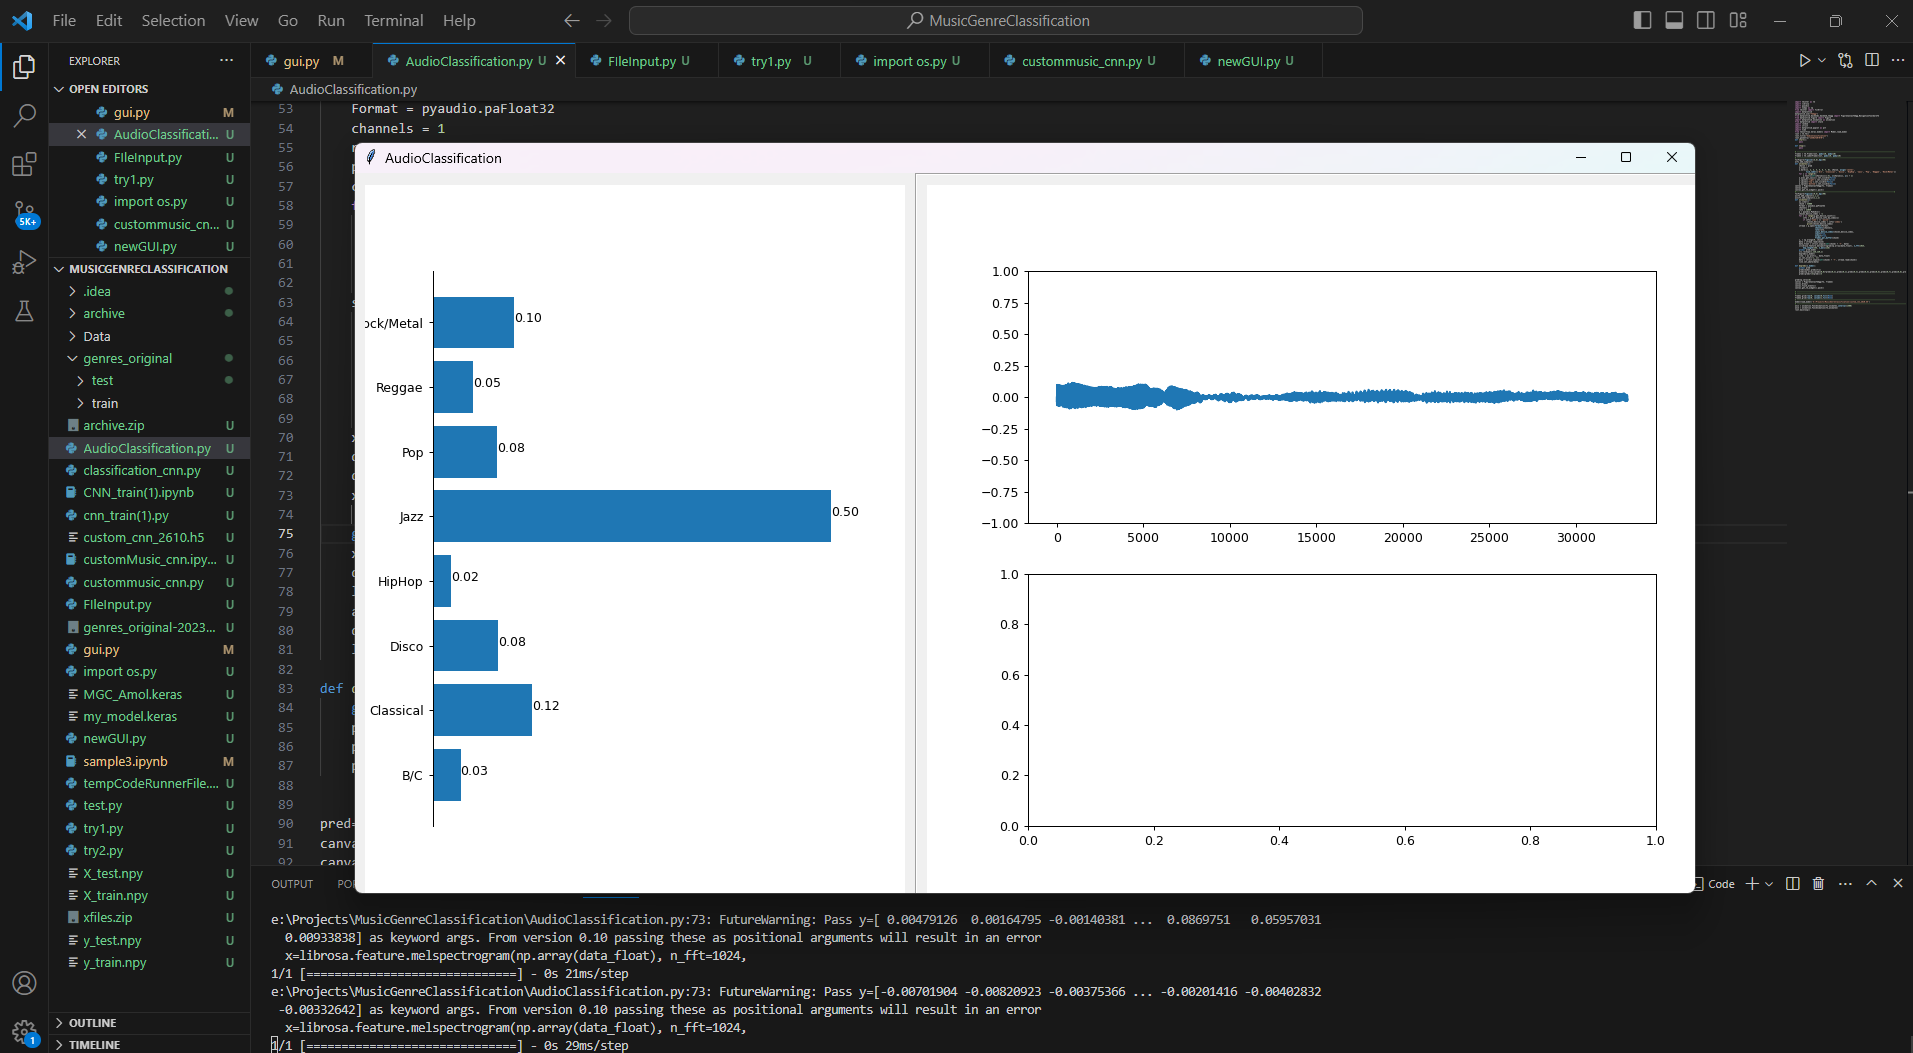 File Edit Selection View Go Run Terminal Help
MusicGenreClassification
EXPLORER
OPEN EDITORS
gui.py M
AudioClassificati... U
FIleInput.py U
try1.py U
import os.py U
custommusic_cn... U
newGUI.py U
MUSICGENRECLASSIFICATION
.idea
archive
Data
genres_original
test
train
archive.zip U
AudioClassification.py U
classification_cnn.py U
CNN_train(1).ipynb U
cnn_train(1).py U
custom_cnn_2610.h5 U
customMusic_cnn.ipy... U
custommusic_cnn.py U
FIleInput.py U
genres_original-2023... U
gui.py M
import os.py U
MGC_Amol.keras U
my_model.keras U
newGUI.py U
sample3.ipynb M
tempCodeRunnerFile.... U
test.py U
try1.py U
try2.py U
X_test.npy U
X_train.npy U
xfiles.zip U
y_test.npy U
y_train.npy U
OUTLINE
TIMELINE
5K+
1
gui.py M
AudioClassification.py U
FIleInput.py U
try1.py U
import os.py U
custommusic_cnn.py U
newGUI.py U
AudioClassification.py
53 Format = pyaudio.paFloat32
54 channels = 1
55
56
57
58
59
60
61
62
63
64
65
66
67
68
69
70
71
72
73
74
75
76
77
78
79
80
81
82
83 def
84
85
86
87
88
89
90 pred=
91 canva
92 canva
AudioClassification
ock/Metal 0.10
Reggae 0.05
Pop 0.08
Jazz 0.50
HipHop 0.02
Disco 0.08
Classical 0.12
B/C 0.03
1.00
0.75
0.50
0.25
0.00
−0.25
−0.50
−0.75
−1.00
0 5000 10000 15000 20000 25000 30000
1.0
0.8
0.6
0.4
0.2
0.0
0.0 0.2 0.4 0.6 0.8 1.0
OUTPUT PO
Code
e:\Projects\MusicGenreClassification\AudioClassification.py:73: FutureWarning: Pass y=[ 0.00479126 0.00164795 -0.00140381 ... 0.0869751 0.05957031
0.00933838] as keyword args. From version 0.10 passing these as positional arguments will result in an error
x=librosa.feature.melspectrogram(np.array(data_float), n_fft=1024,
1/1 [==============================] - 0s 21ms/step
e:\Projects\MusicGenreClassification\AudioClassification.py:73: FutureWarning: Pass y=[-0.00701904 -0.00820923 -0.00375366 ... -0.00201416 -0.00402832
-0.00332642] as keyword args. From version 0.10 passing these as positional arguments will result in an error
x=librosa.feature.melspectrogram(np.array(data_float), n_fft=1024,
1/1 [==============================] - 0s 29ms/step